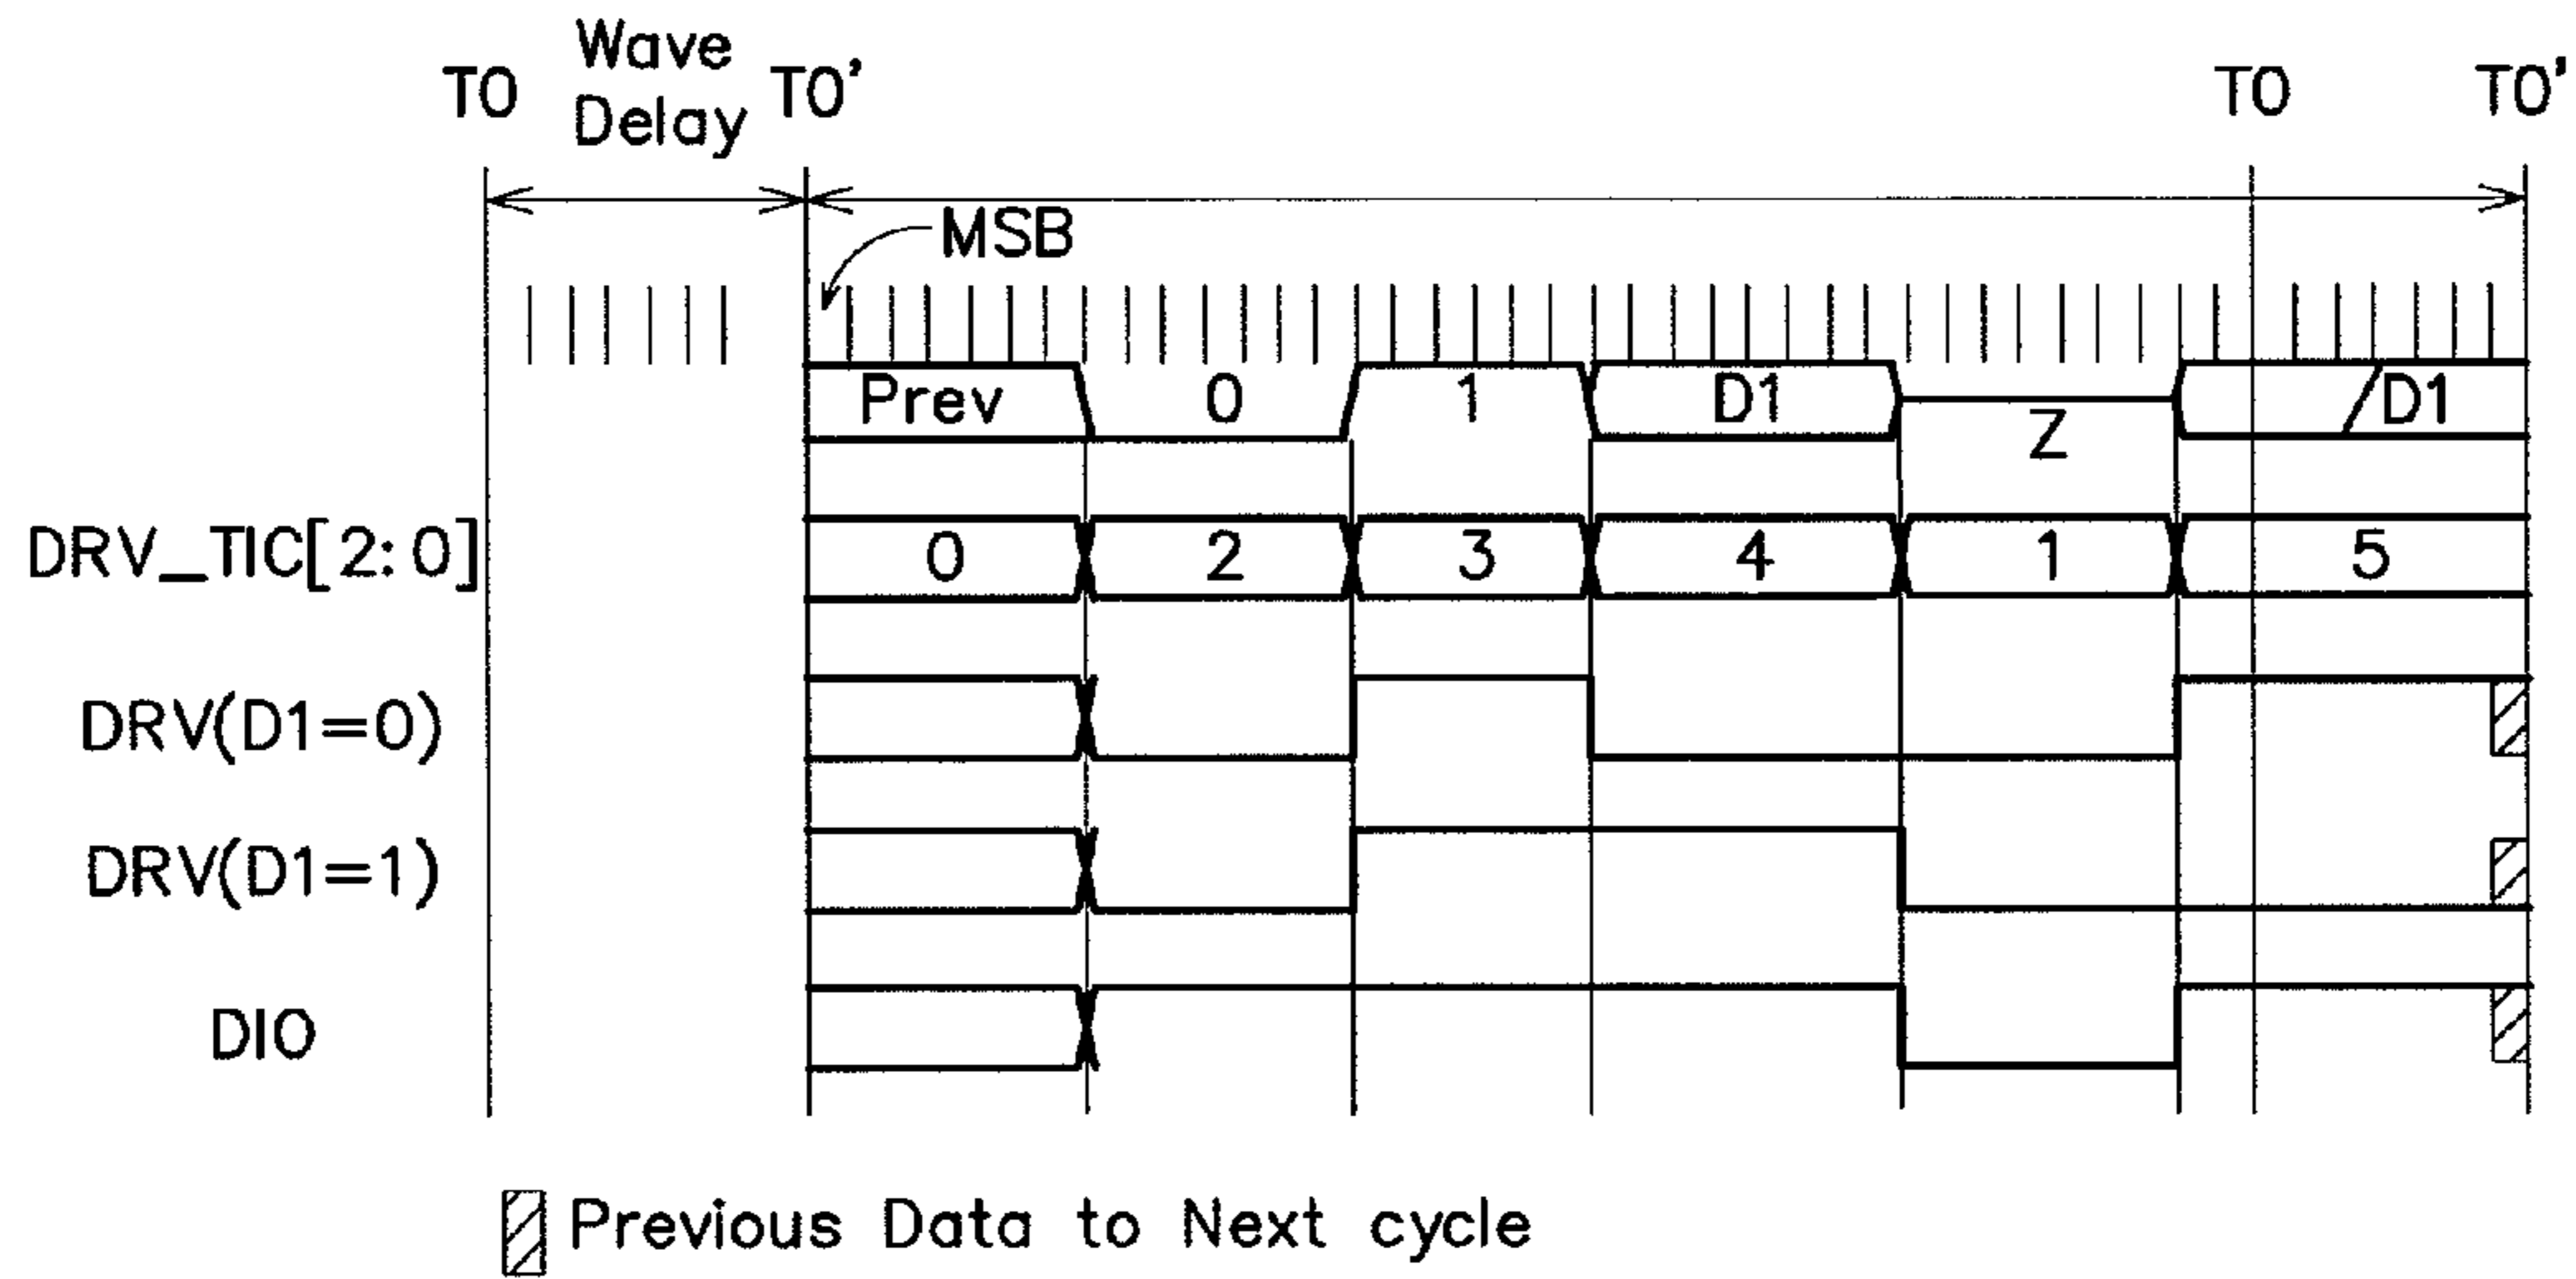 Wave
T0 Delay T0' T0 T0'
MSB
Prev 0 1 D1 Z /D1
DRV_TIC[2:0] 0 2 3 4 1 5
DRV(D1=0)
DRV(D1=1)
DIO
Previous Data to Next cycle